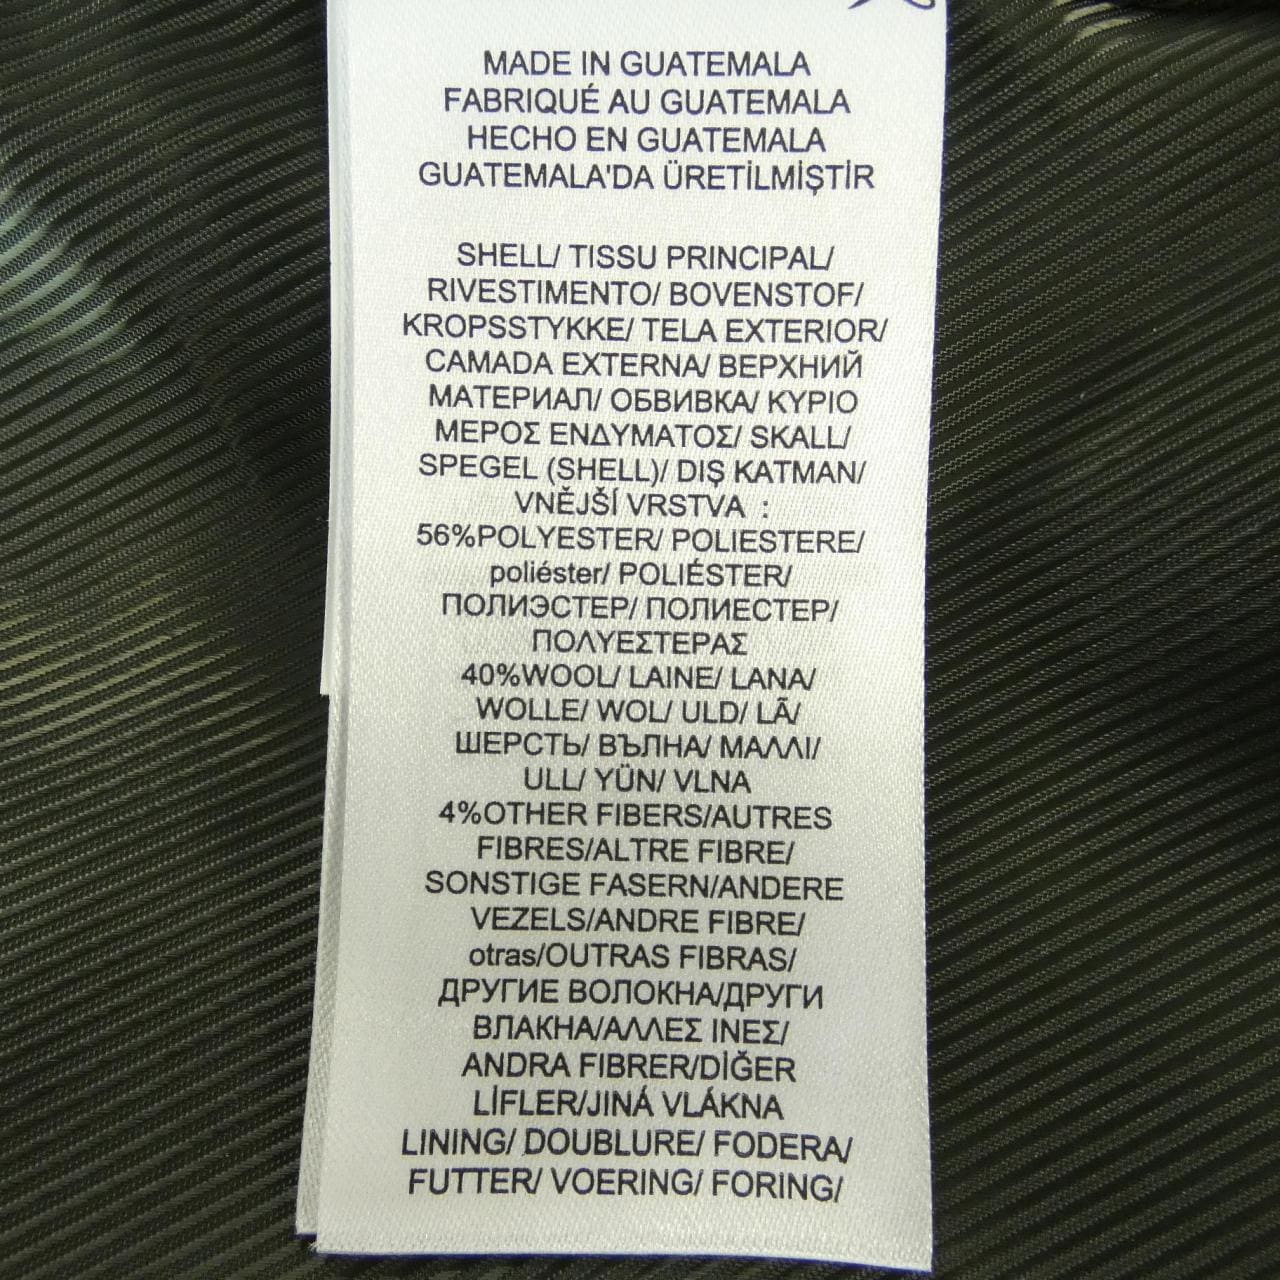 MADE IN GUATEMALA
FABRIQUÉ AU GUATEMALA
HECHO EN GUATEMALA
GUATEMALA'DA ÜRETİLMİŞTİR
SHELL/ TISSU PRINCIPAL/
RIVESTIMENTO/ BOVENSTOF/
KROPSSTYKKE/ TELA EXTERIOR/
CAMADA EXTERNA/ ВЕРХНИЙ
МАТЕРИАЛ/ ОБВИВКА/ ΚΥΡΙΟ
ΜΕΡΟΣ ΕΝΔΥΜΑΤΟΣ/ SKALL/
SPEGEL (SHELL)/ DIŞ KATMAN/
VNĚJŠÍ VRSTVA :
56%POLYESTER/ POLIESTERE/
poliéster/ POLIÉSTER/
ПОЛИЭСТЕР/ ПОЛИЕСТЕР/
ΠΟΛΥΕΣΤΕΡΑΣ
40%WOOL/ LAINE/ LANA/
WOLLE/ WOL/ ULD/ LÃ/
ШЕРСТЬ/ ВЪЛНА/ ΜΑΛΛΙ/
ULL/ YÜN/ VLNA
4%OTHER FIBERS/AUTRES
FIBRES/ALTRE FIBRE/
SONSTIGE FASERN/ANDERE
VEZELS/ANDRE FIBRE/
otras/OUTRAS FIBRAS/
ДРУГИЕ ВОЛОКНА/ДРУГИ
ВЛАКНА/ΑΛΛΕΣ ΙΝΕΣ/
ANDRA FIBRER/DİĞER
LİFLER/JINÁ VLÁKNA
LINING/ DOUBLURE/ FODERA/
FUTTER/ VOERING/ FORING/